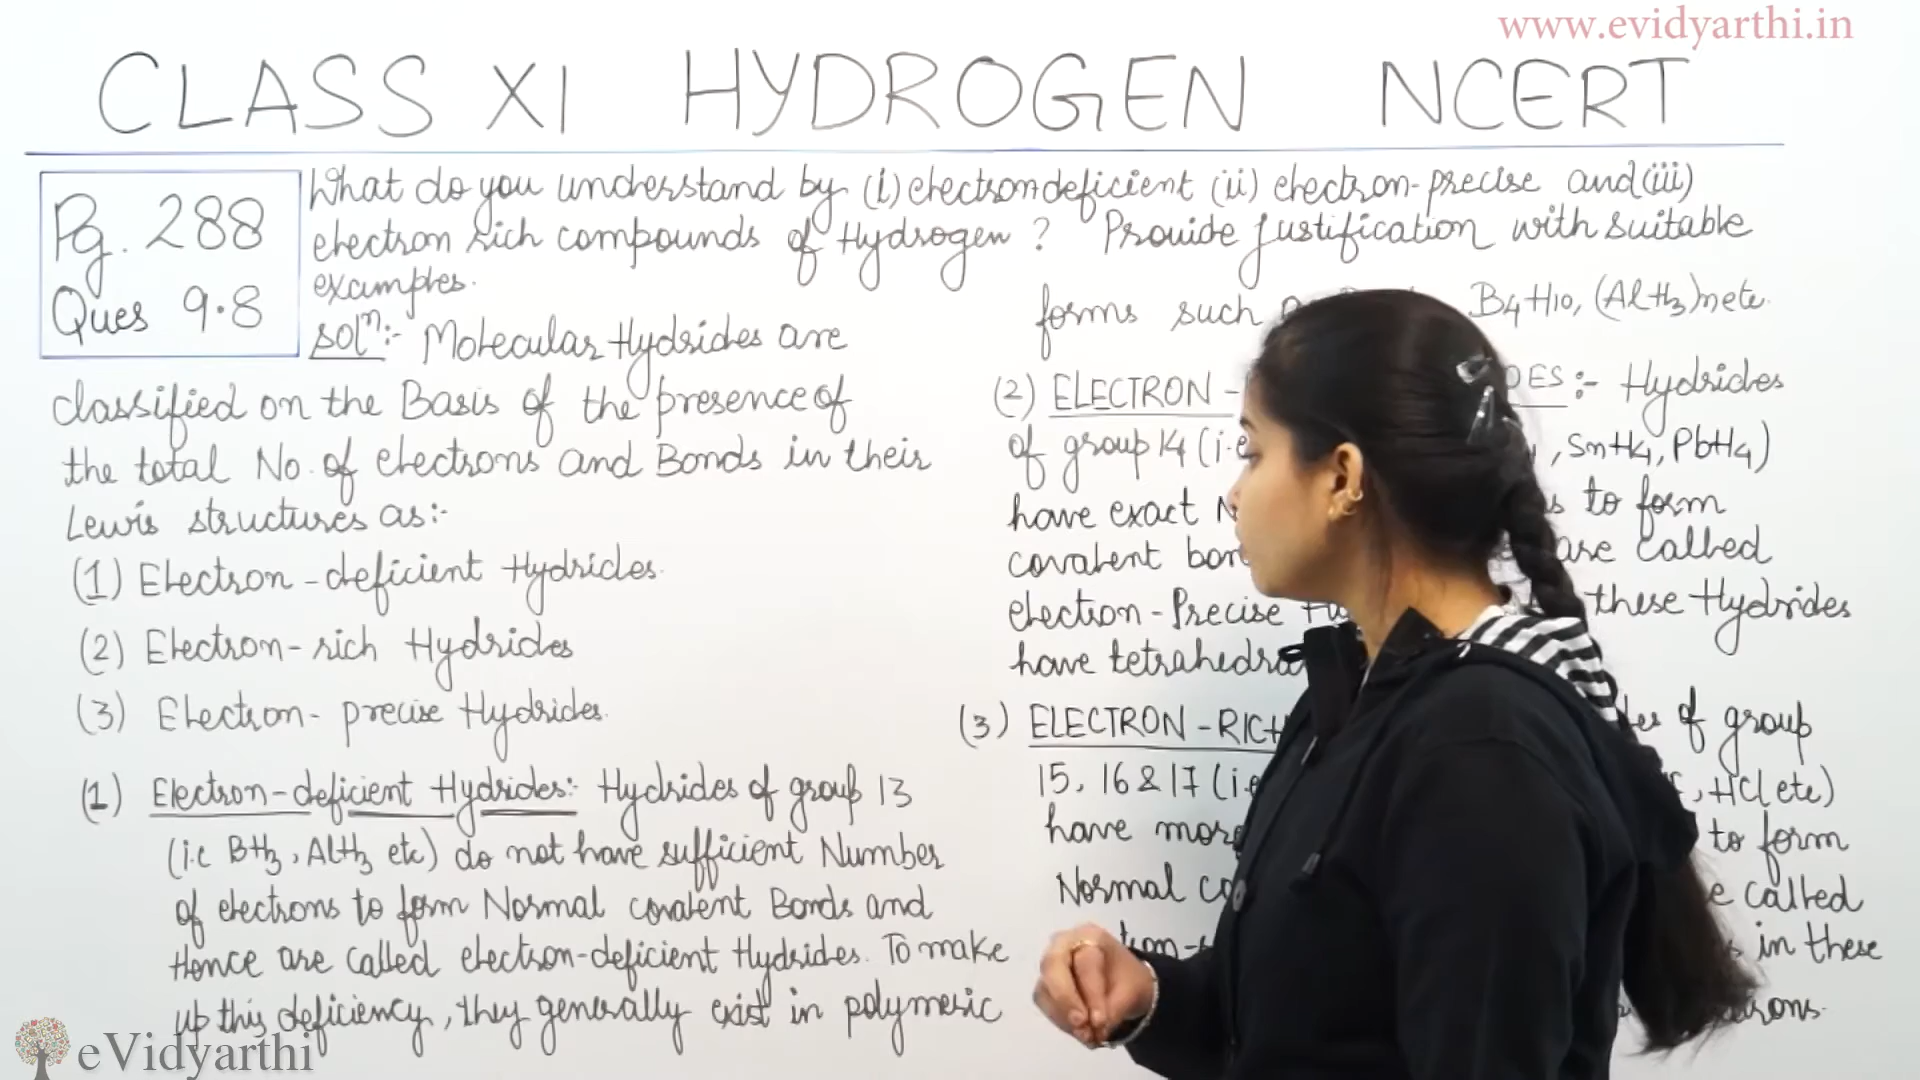 www.evidyarthi.in
CLASS XI HYDROGEN NCERT
Pg. 288
Ques 9.8
What do you understand by (i) electron-deficient (ii) electron-precise and (iii)
electron rich compounds of Hydrogen? Provide justification with suitable
examples.
solⁿ:- Molecular Hydrides are
classified on the Basis of the presence of
the total No. of electrons and Bonds in their
Lewis structures as:-
(1) Electron-deficient Hydrides.
(2) Electron-rich Hydrides
(3) Electron-precise Hydrides.
(1) Electron-deficient Hydrides:- Hydrides of group 13
(i.e BH3, AlH3 etc) do not have sufficient Number
of electrons to form Normal covalent Bonds and
Hence are called electron-deficient Hydrides. To make
up this deficiency, they generally exist in polymeric
forms such B4H10, (AlH3)n etc.
(2) ELECTRON- :- Hydrides
of group 14 (i.e , SnH4, PbH4)
have exact to form
covalent are called
electron-Precise these Hydrides
have
(3) ELECTRON-RICH of group
15, 16 & 17 (i.e , HCl etc)
have more to form
Normal called
in these
eVidyarthi